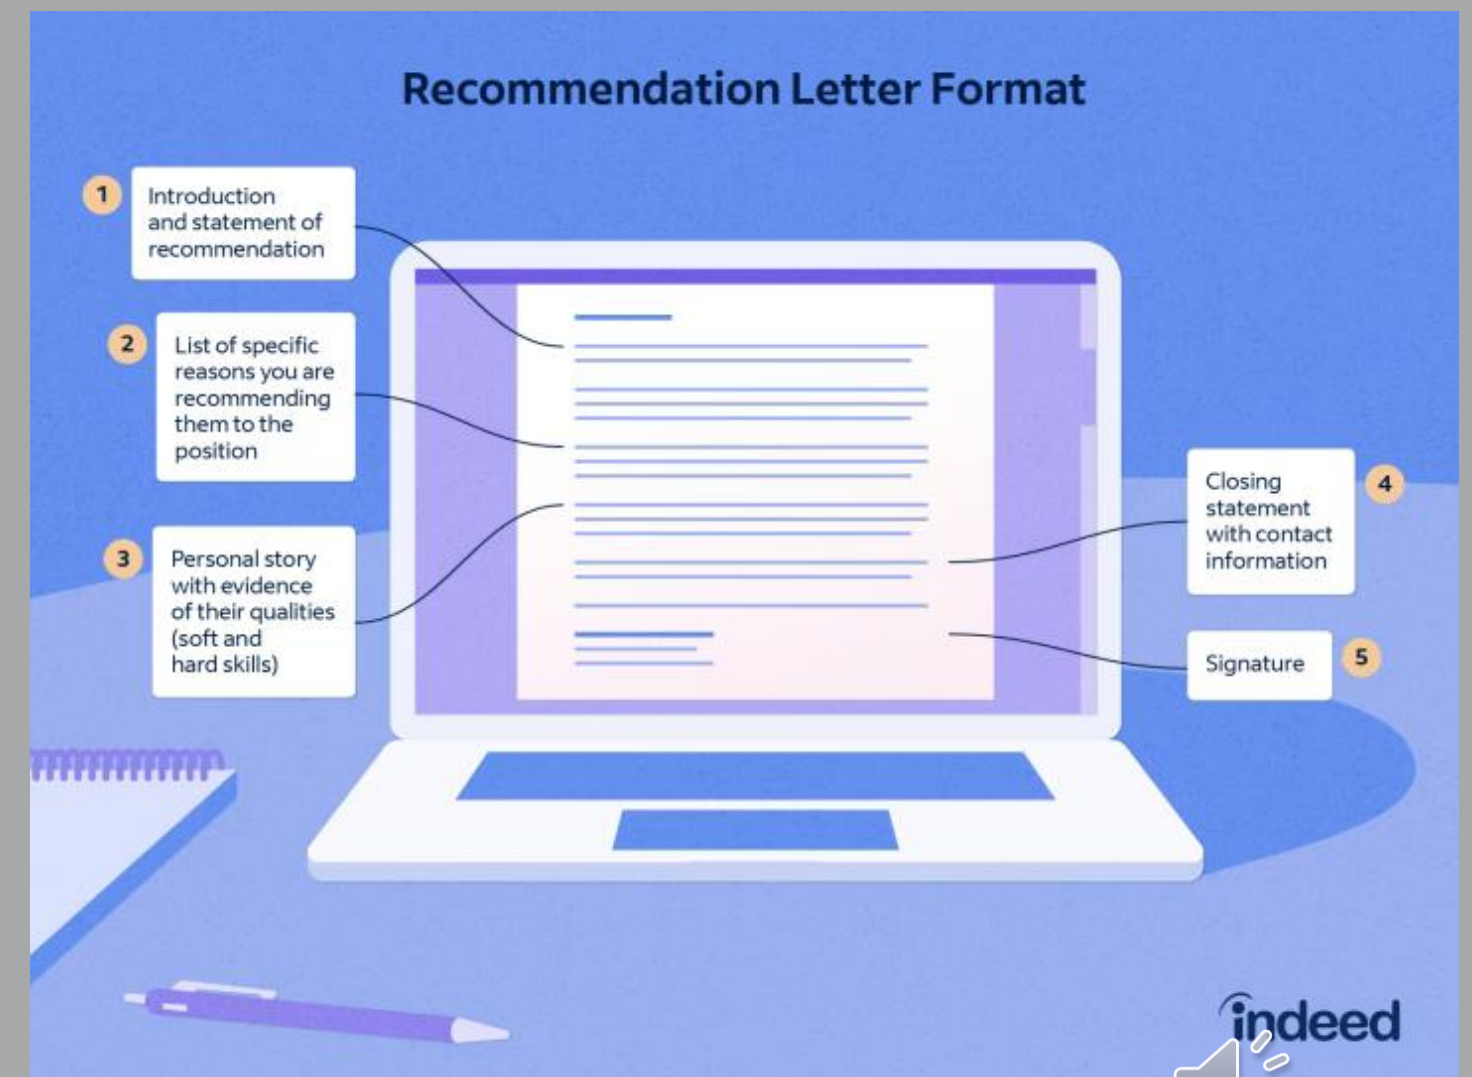 Recommendation Letter Format
1
Introduction
and statement of
recommendation
2
List of specific
reasons you are
recommending
them to the
position
3
Personal story
with evidence
of their qualities
(soft and
hard skills)
Closing
statement
with contact
information
4
Signature
5
indeed